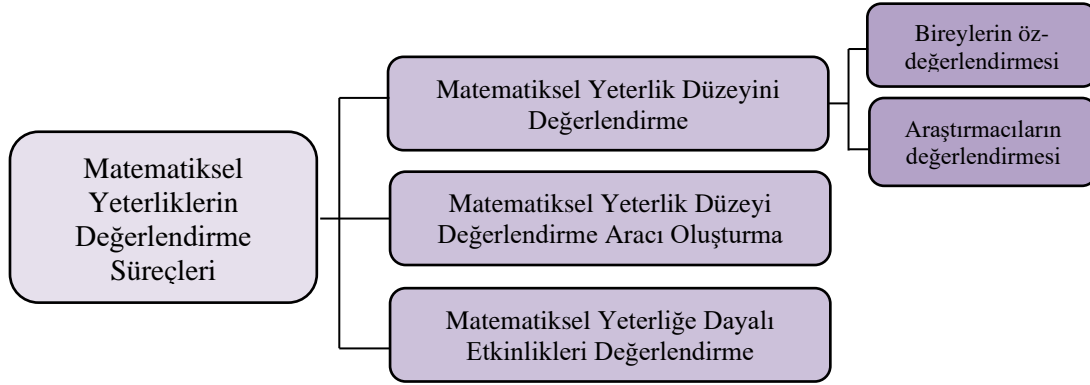 Matematiksel
Yeterliklerin
Değerlendirme
Süreçleri
Matematiksel Yeterlik Düzeyini
Değerlendirme
Bireylerin öz-
değerlendirmesi
Araştırmacıların
değerlendirmesi
Matematiksel Yeterlik Düzeyi
Değerlendirme Aracı Oluşturma
Matematiksel Yeterliğe Dayalı
Etkinlikleri Değerlendirme